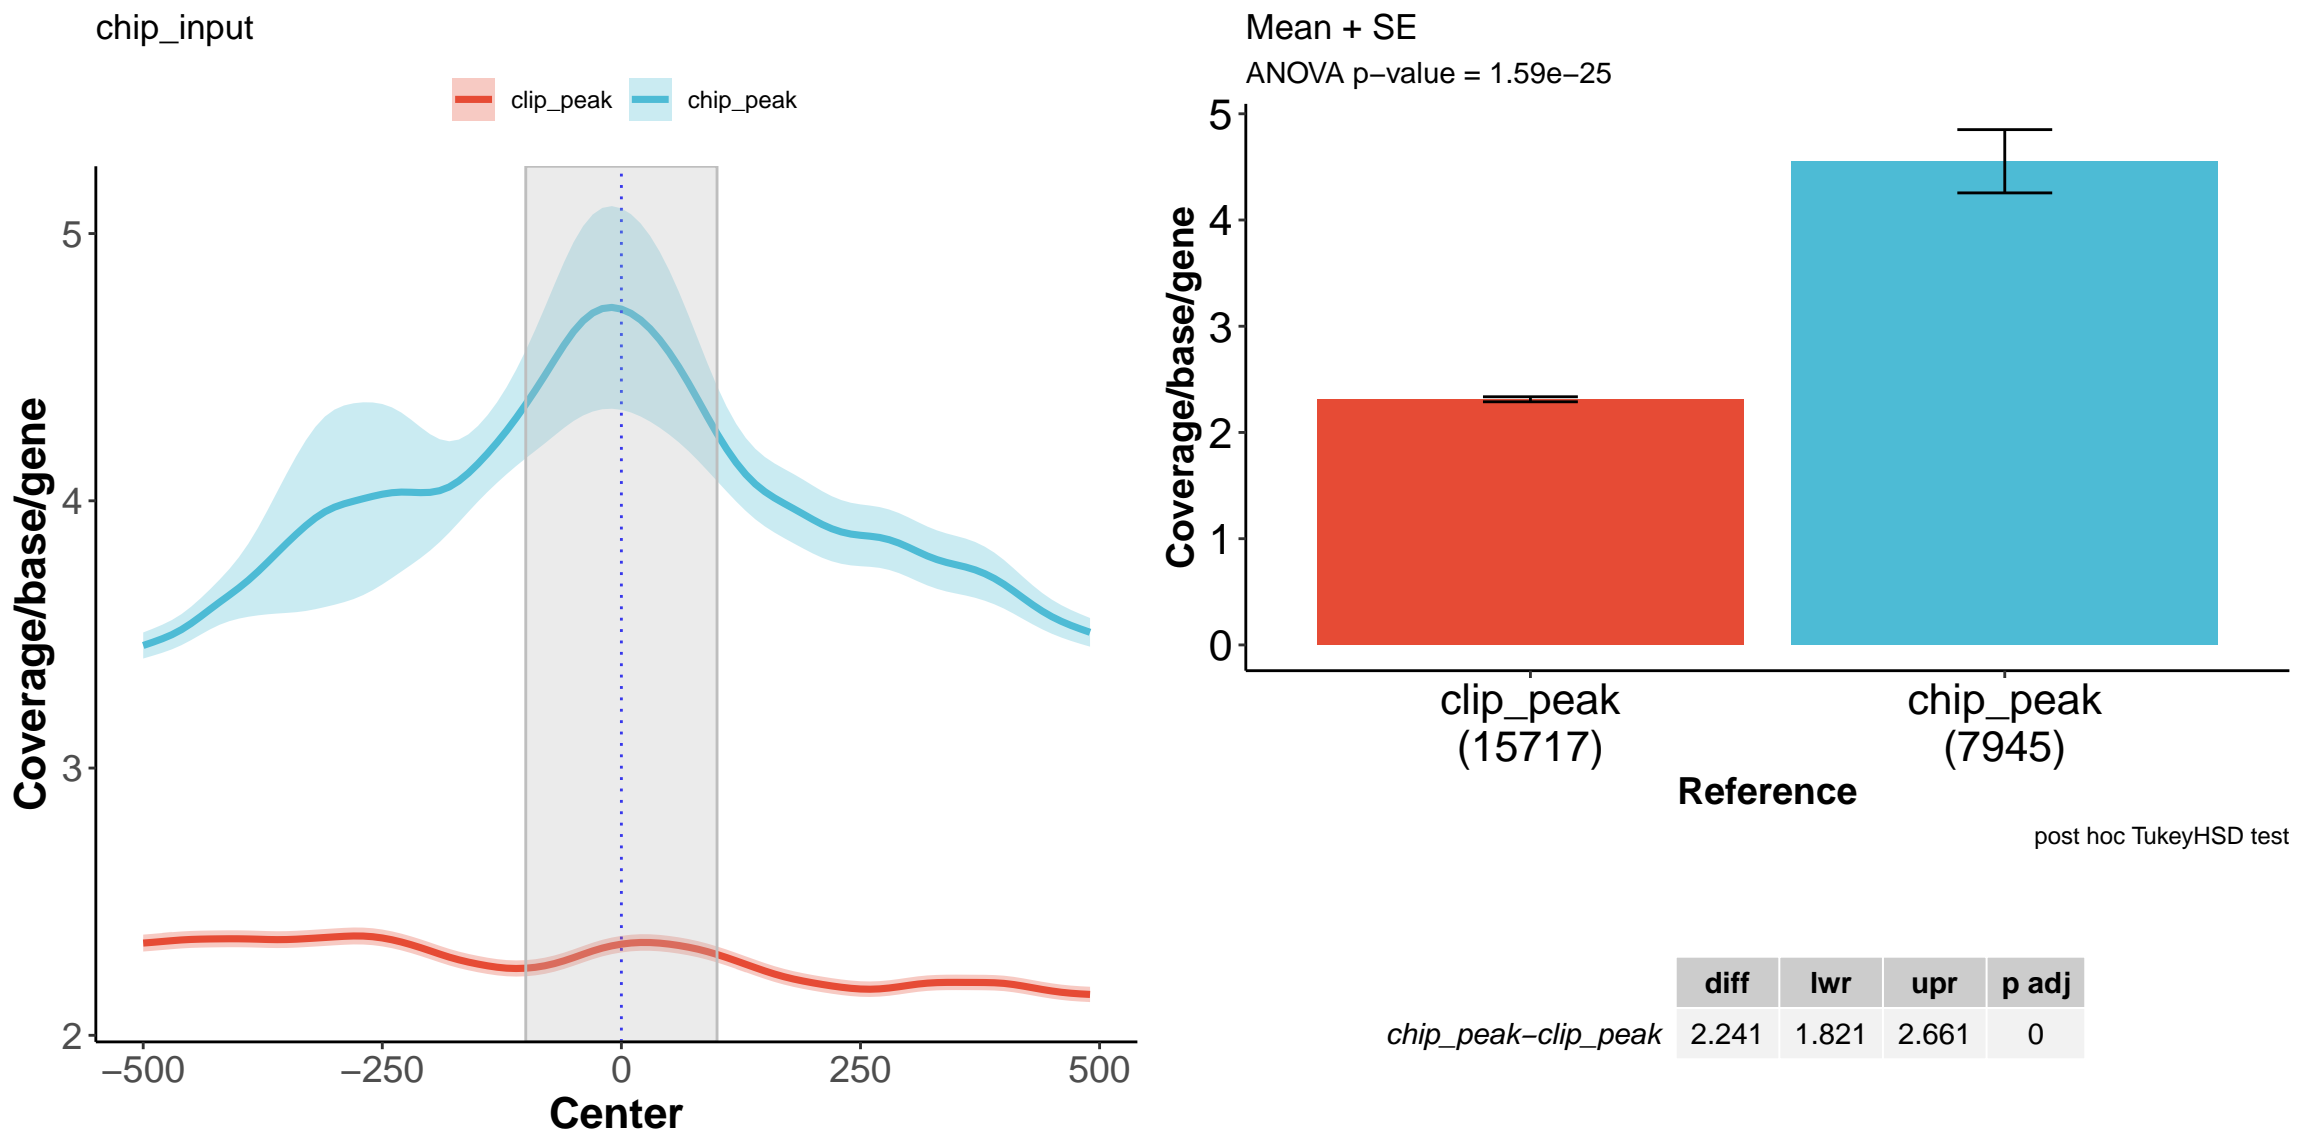 chip_input
clip_peak chip_peak
Coverage/base/gene
5
4
3
2
−500 −250 0 250 500
Center
Mean + SE
ANOVA p−value = 1.59e−25
Coverage/base/gene
5
4
3
2
1
0
clip_peak chip_peak
(15717) (7945)
Reference
post hoc TukeyHSD test
diff lwr upr p adj
chip_peak−clip_peak 2.241 1.821 2.661 0